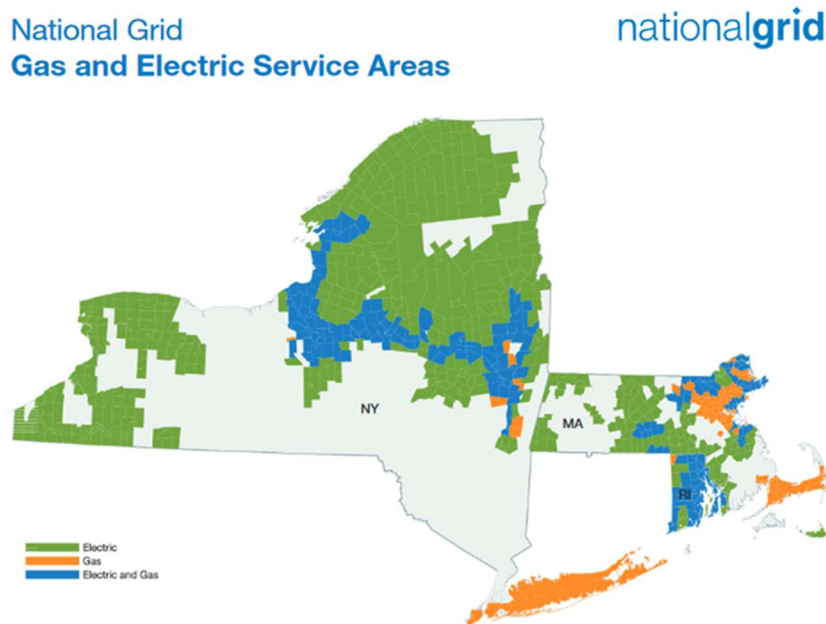 National Grid
Gas and Electric Service Areas
nationalgrid
NY
MA
RI
Electric
Gas
Electric and Gas